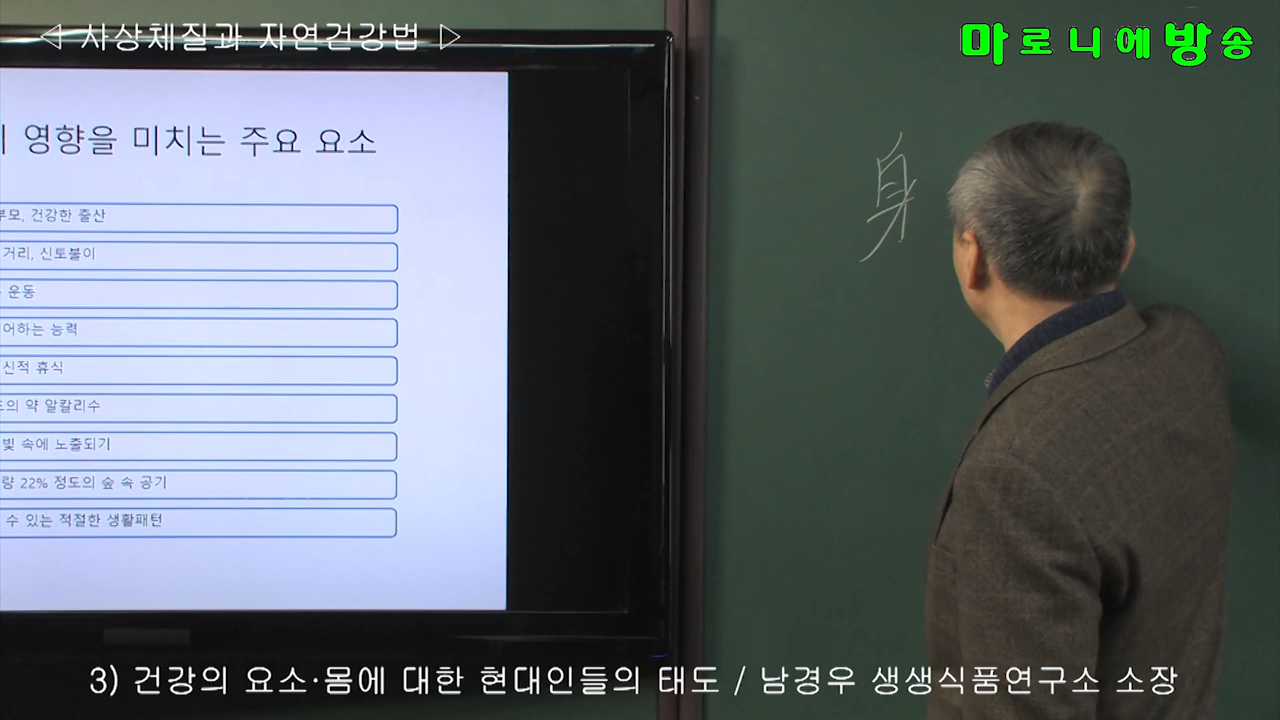 ◁ 사상체질과 자연건강법 ▷
마로니에방송
영향을 미치는 주요 요소
부모, 건강한 출산
거리, 신토불이
운동
어하는 능력
신적 휴식
도의 약 알칼리수
빛 속에 노출되기
량 22% 정도의 숲 속 공기
수 있는 적절한 생활패턴
身
3) 건강의 요소·몸에 대한 현대인들의 태도 / 남경우 생생식품연구소 소장